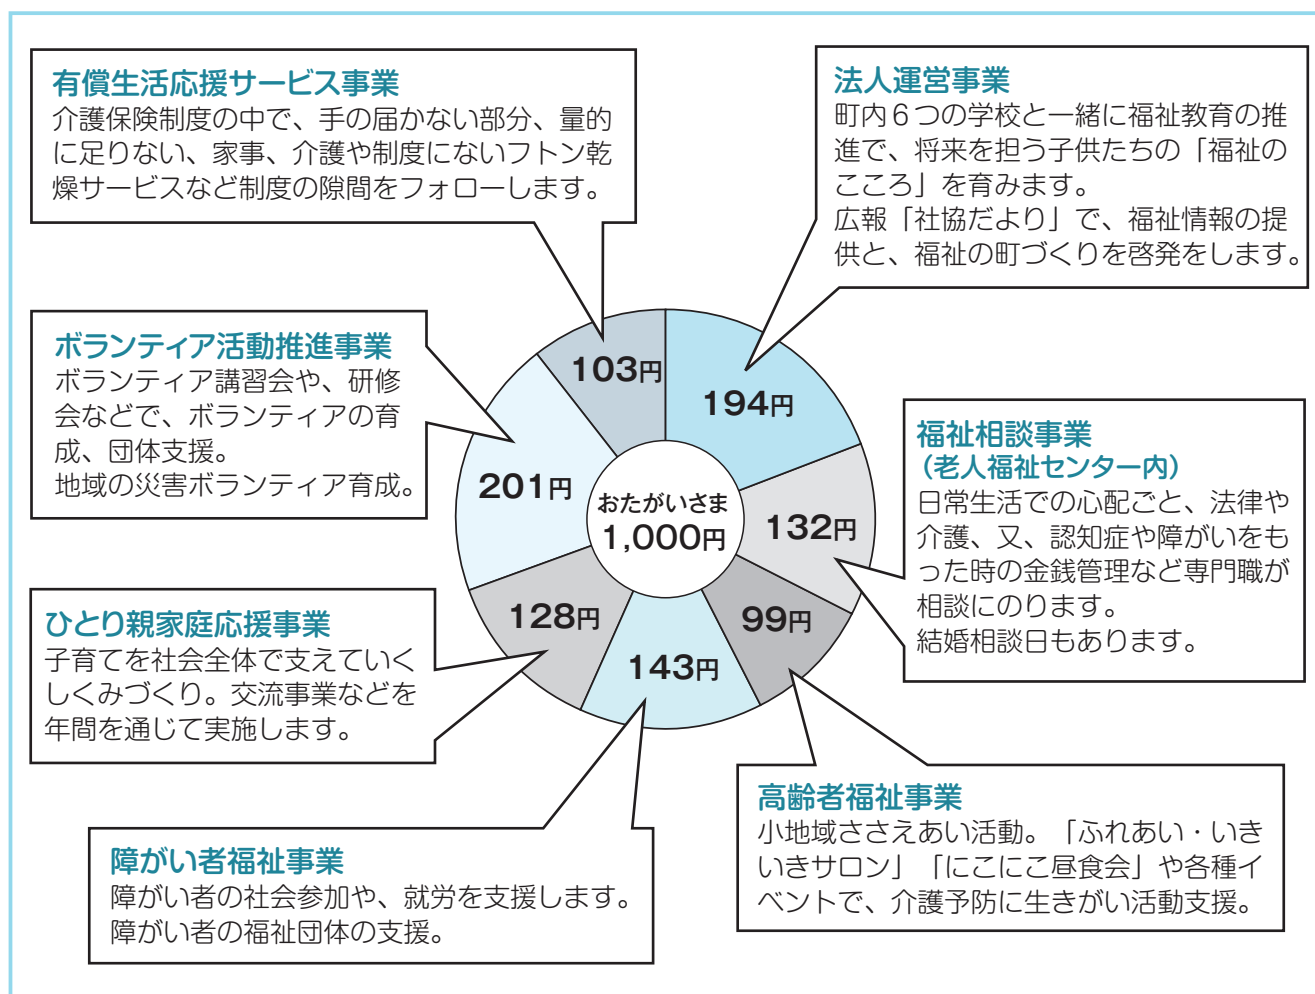 有償生活応援サービス事業
介護保険制度の中で、手の届かない部分、量的
に足りない、家事、介護や制度にないフトン乾
燥サービスなど制度の隙間をフォローします。
法人運営事業
町内6つの学校と一緒に福祉教育の推
進で、将来を担う子供たちの「福祉の
こころ」を育みます。
広報「社協だより」で、福祉情報の提
供と、福祉の町づくりを啓発をします。
ボランティア活動推進事業
ボランティア講習会や、研修
会などで、ボランティアの育
成、団体支援。
地域の災害ボランティア育成。
福祉相談事業
(老人福祉センター内)
日常生活での心配ごと、法律や
介護、又、認知症や障がいをも
った時の金銭管理など専門職が
相談にのります。
結婚相談日もあります。
103円
194円
201円
おたがいさま
1,000円
132円
128円
99円
143円
ひとり親家庭応援事業
子育てを社会全体で支えていく
しくみづくり。交流事業などを
年間を通じて実施します。
障がい者福祉事業
障がい者の社会参加や、就労を支援します。
障がい者の福祉団体の支援。
高齢者福祉事業
小地域ささえあい活動。「ふれあい・いき
いきサロン」「にこにこ昼食会」や各種イ
ベントで、介護予防に生きがい活動支援。